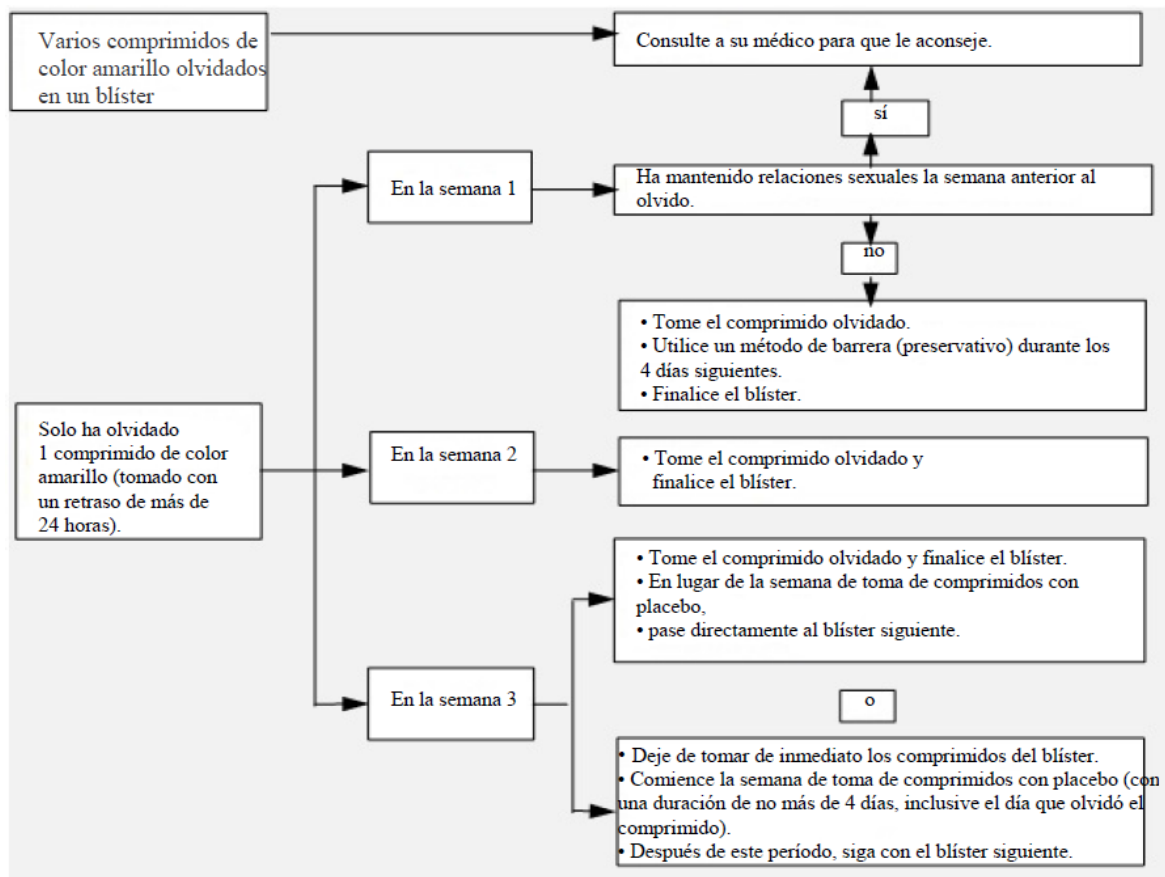 Varios comprimidos de
color amarillo olvidados
en un blíster
Consulte a su médico para que le aconseje.
sí
En la semana 1
Ha mantenido relaciones sexuales la semana anterior al
olvido.
no
• Tome el comprimido olvidado.
• Utilice un método de barrera (preservativo) durante los
4 días siguientes.
• Finalice el blíster.
Solo ha olvidado
1 comprimido de color
amarillo (tomado con
un retraso de más de
24 horas).
En la semana 2
• Tome el comprimido olvidado y
finalice el blíster.
• Tome el comprimido olvidado y finalice el blíster.
• En lugar de la semana de toma de comprimidos con
placebo,
• pase directamente al blíster siguiente.
En la semana 3
o
• Deje de tomar de inmediato los comprimidos del blíster.
• Comience la semana de toma de comprimidos con placebo (con
una duración de no más de 4 días, inclusive el día que olvidó el
comprimido).
• Después de este período, siga con el blíster siguiente.